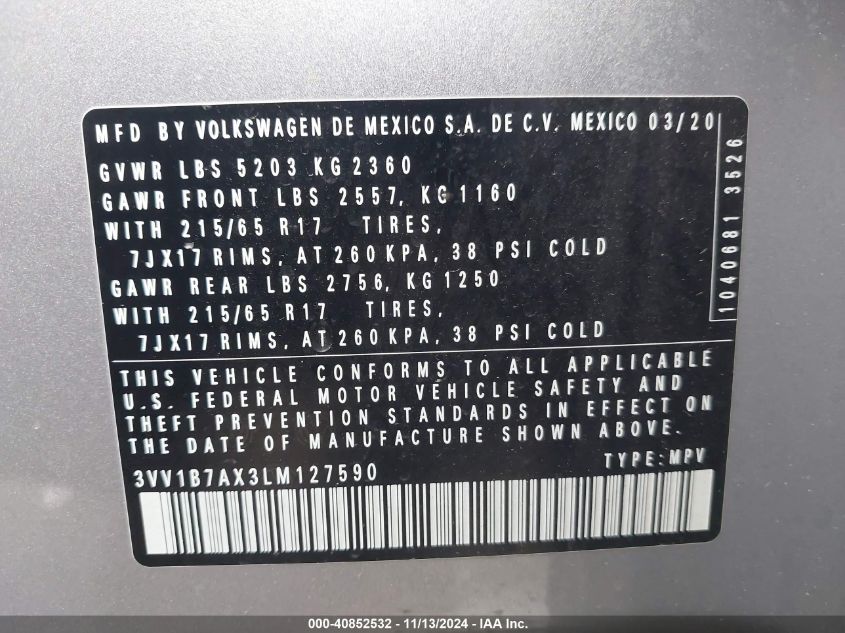 MFD BY VOLKSWAGEN DE MEXICO S.A. DE C.V. MEXICO 03/20
GVWR LBS 5203 KG 2360
GAWR FRONT LBS 2557, KG 1160
WITH 215/65 R17 TIRES,
7JX17 RIMS, AT 260 KPA, 38 PSI COLD
GAWR REAR LBS 2756, KG 1250
WITH 215/65 R17 TIRES,
7JX17 RIMS, AT 260 KPA, 38 PSI COLD
1040681 3526
THIS VEHICLE CONFORMS TO ALL APPLICABLE
U.S. FEDERAL MOTOR VEHICLE SAFETY AND
THEFT PREVENTION STANDARDS IN EFFECT ON
THE DATE OF MANUFACTURE SHOWN ABOVE.
3VV1B7AX3LM127590
TYPE: MPV
000-40852532 - 11/13/2024 - IAA Inc.